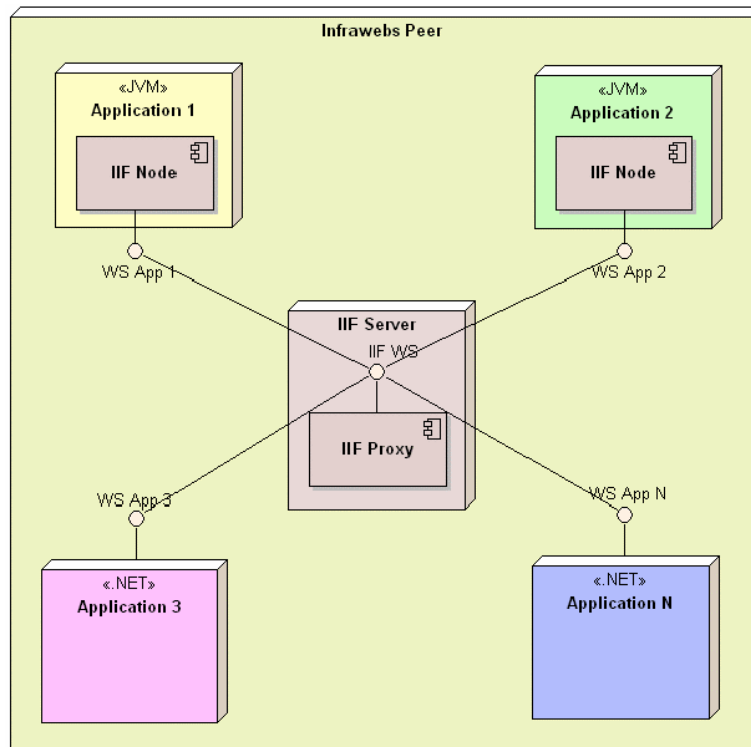 Infrawebs Peer
«JVM»
Application 1
IIF Node
WS App 1
«JVM»
Application 2
IIF Node
WS App 2
IIF Server
IIF WS
IIF Proxy
WS App 3
«.NET»
Application 3
WS App N
«.NET»
Application N